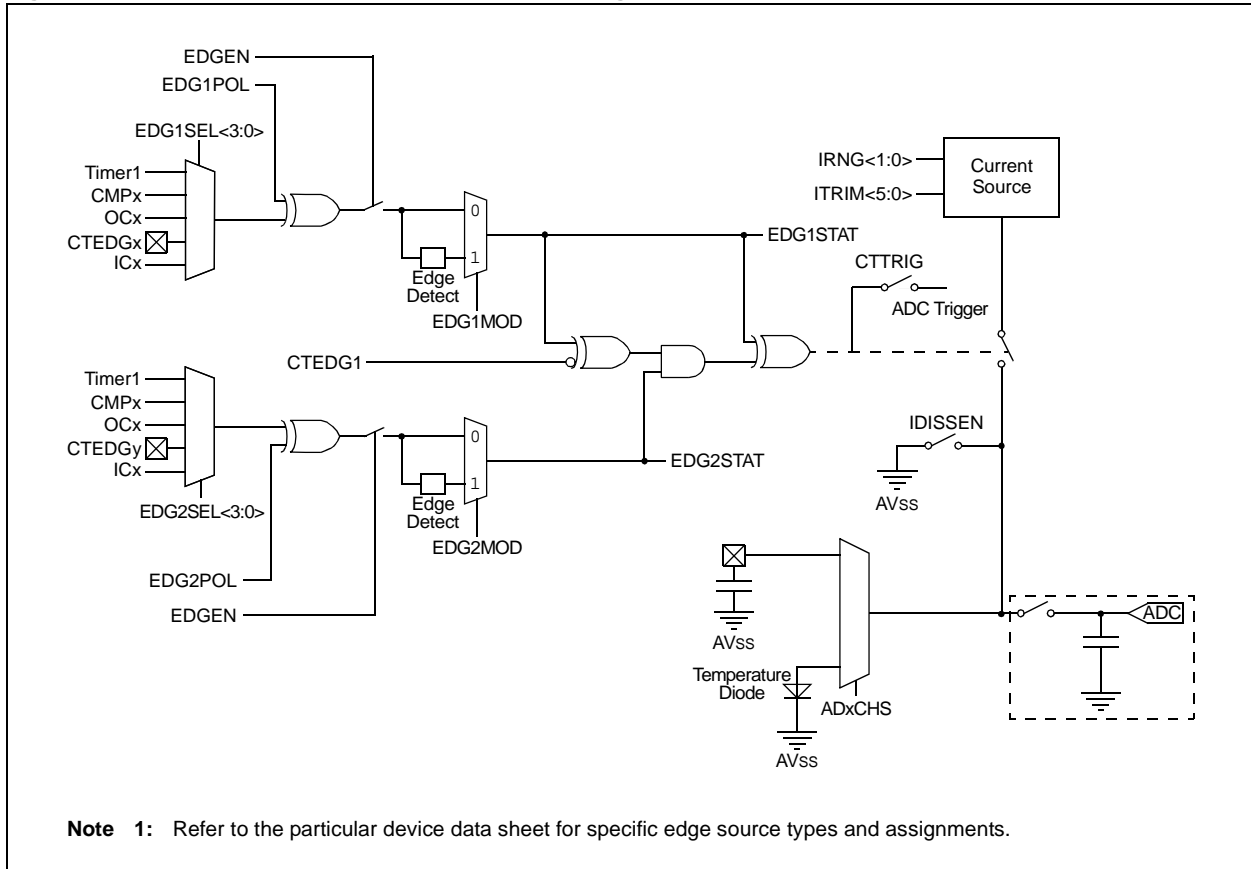 EDGEN
EDG1POL
EDG1SEL<3:0>
Timer1
CMPx
OCx
CTEDGx
ICx
0
1
Edge
Detect
EDG1MOD
EDG1STAT
IRNG<1:0>
ITRIM<5:0>
Current
Source
CTTRIG
ADC Trigger
CTEDG1
Timer1
CMPx
OCx
CTEDGy
ICx
EDG2SEL<3:0>
0
1
Edge
Detect
EDG2MOD
EDG2STAT
EDG2POL
EDGEN
IDISSEN
AVSS
AVSS
Temperature
Diode
AVSS
ADxCHS
ADC
Note 1: Refer to the particular device data sheet for specific edge source types and assignments.